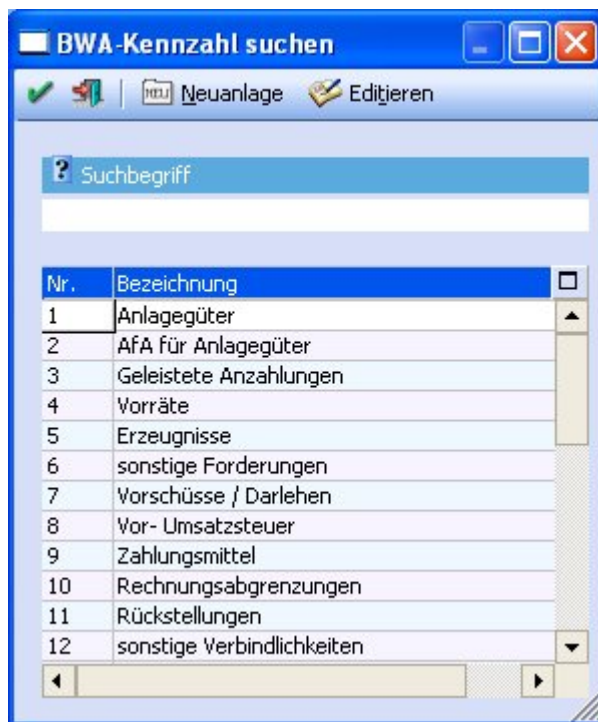 BWA-Kennzahl suchen
NEU Neuanlage Editieren
? Suchbegriff
Nr. Bezeichnung
1 Anlagegüter
2 AfA für Anlagegüter
3 Geleistete Anzahlungen
4 Vorräte
5 Erzeugnisse
6 sonstige Forderungen
7 Vorschüsse / Darlehen
8 Vor- Umsatzsteuer
9 Zahlungsmittel
10 Rechnungsabgrenzungen
11 Rückstellungen
12 sonstige Verbindlichkeiten